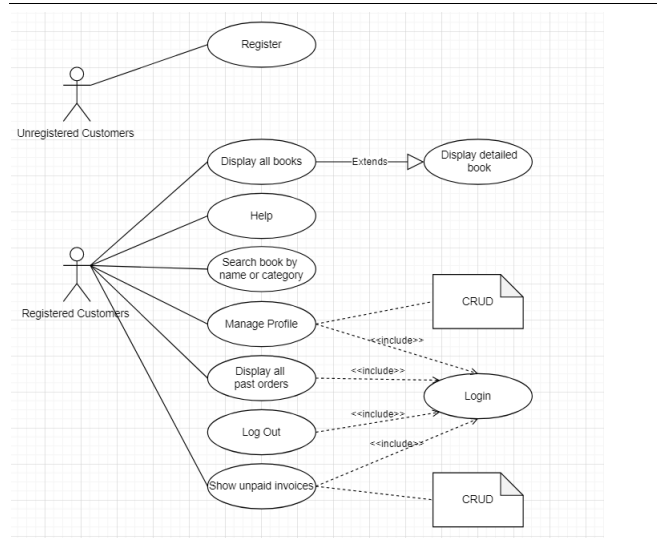 Register
Unregistered Customers
Display all books
Extends
Display detailed
book
Help
Search book by
name or category
Registered Customers
Manage Profile
CRUD
<<include>>
Display all
past orders
<<include>>
Login
Log Out
<<include>>
<<include>>
Show unpaid invoices
CRUD